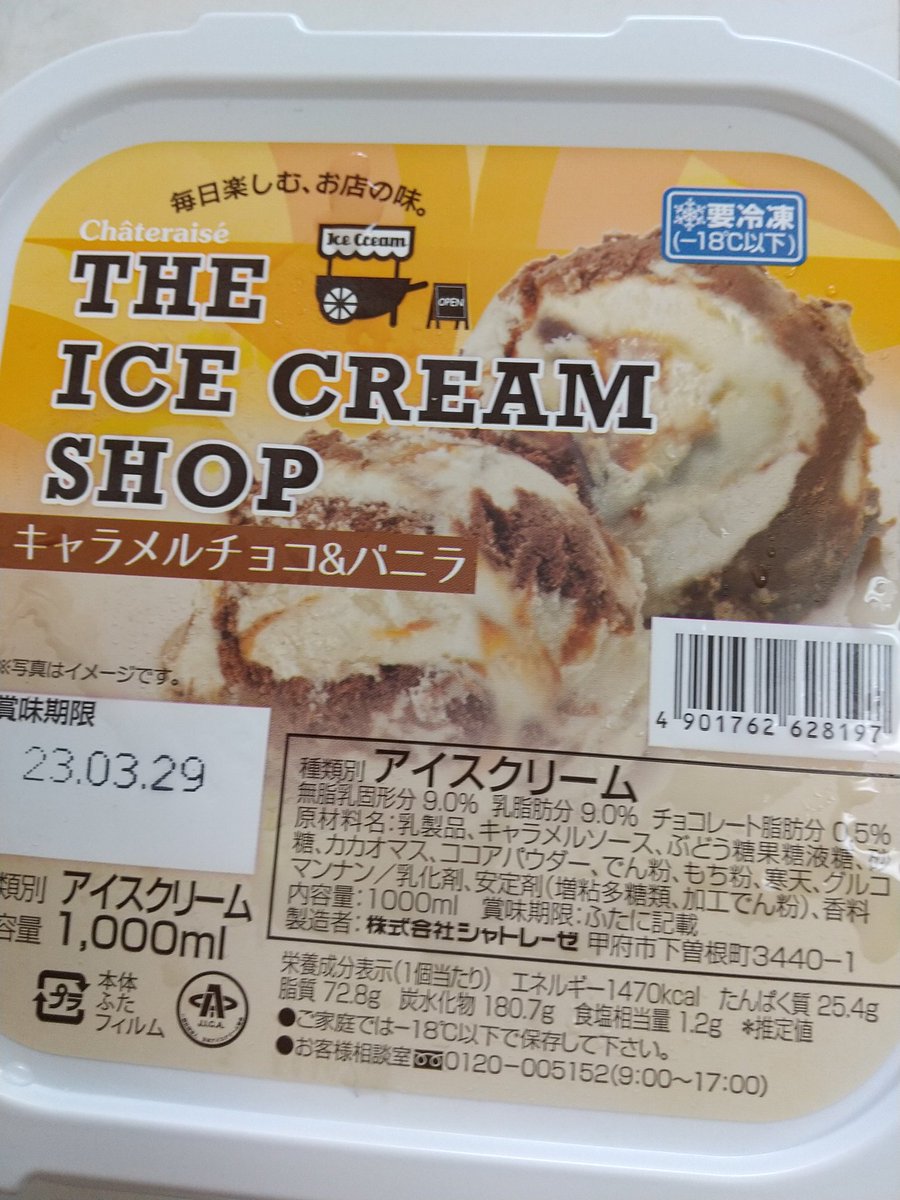 毎日楽しむ、お店の味。
Châteraisé
Ice Cream
OPEN
要冷凍
(-18℃以下)
THE
ICE CREAM
SHOP
キャラメルチョコ&バニラ
※写真はイメージです。
4 901762 628197
賞味期限
23.03.29
種類別 アイスクリーム
無脂乳固形分 9.0% 乳脂肪分 9.0% チョコレート脂肪分 0.5%
原材料名:乳製品、キャラメルソース、ぶどう糖果糖液糖、
糖、カカオマス、ココアパウダー、でん粉、もち粉、寒天、グルコ
マンナン/乳化剤、安定剤(増粘多糖類、加工でん粉)、香料
内容量:1000ml 賞味期限:ふたに記載
製造者:株式会社シャトレーゼ 甲府市下曽根町3440-1
類別 アイスクリーム
容量 1,000ml
プラ
本体
ふた
フィルム
J.I.C.A.
栄養成分表示(1個当たり) エネルギー1470kcal たんぱく質 25.4g
脂質 72.8g 炭水化物 180.7g 食塩相当量 1.2g *推定値
●ご家庭では-18℃以下で保存して下さい。
●お客様相談室 0120-005152(9:00〜17:00)